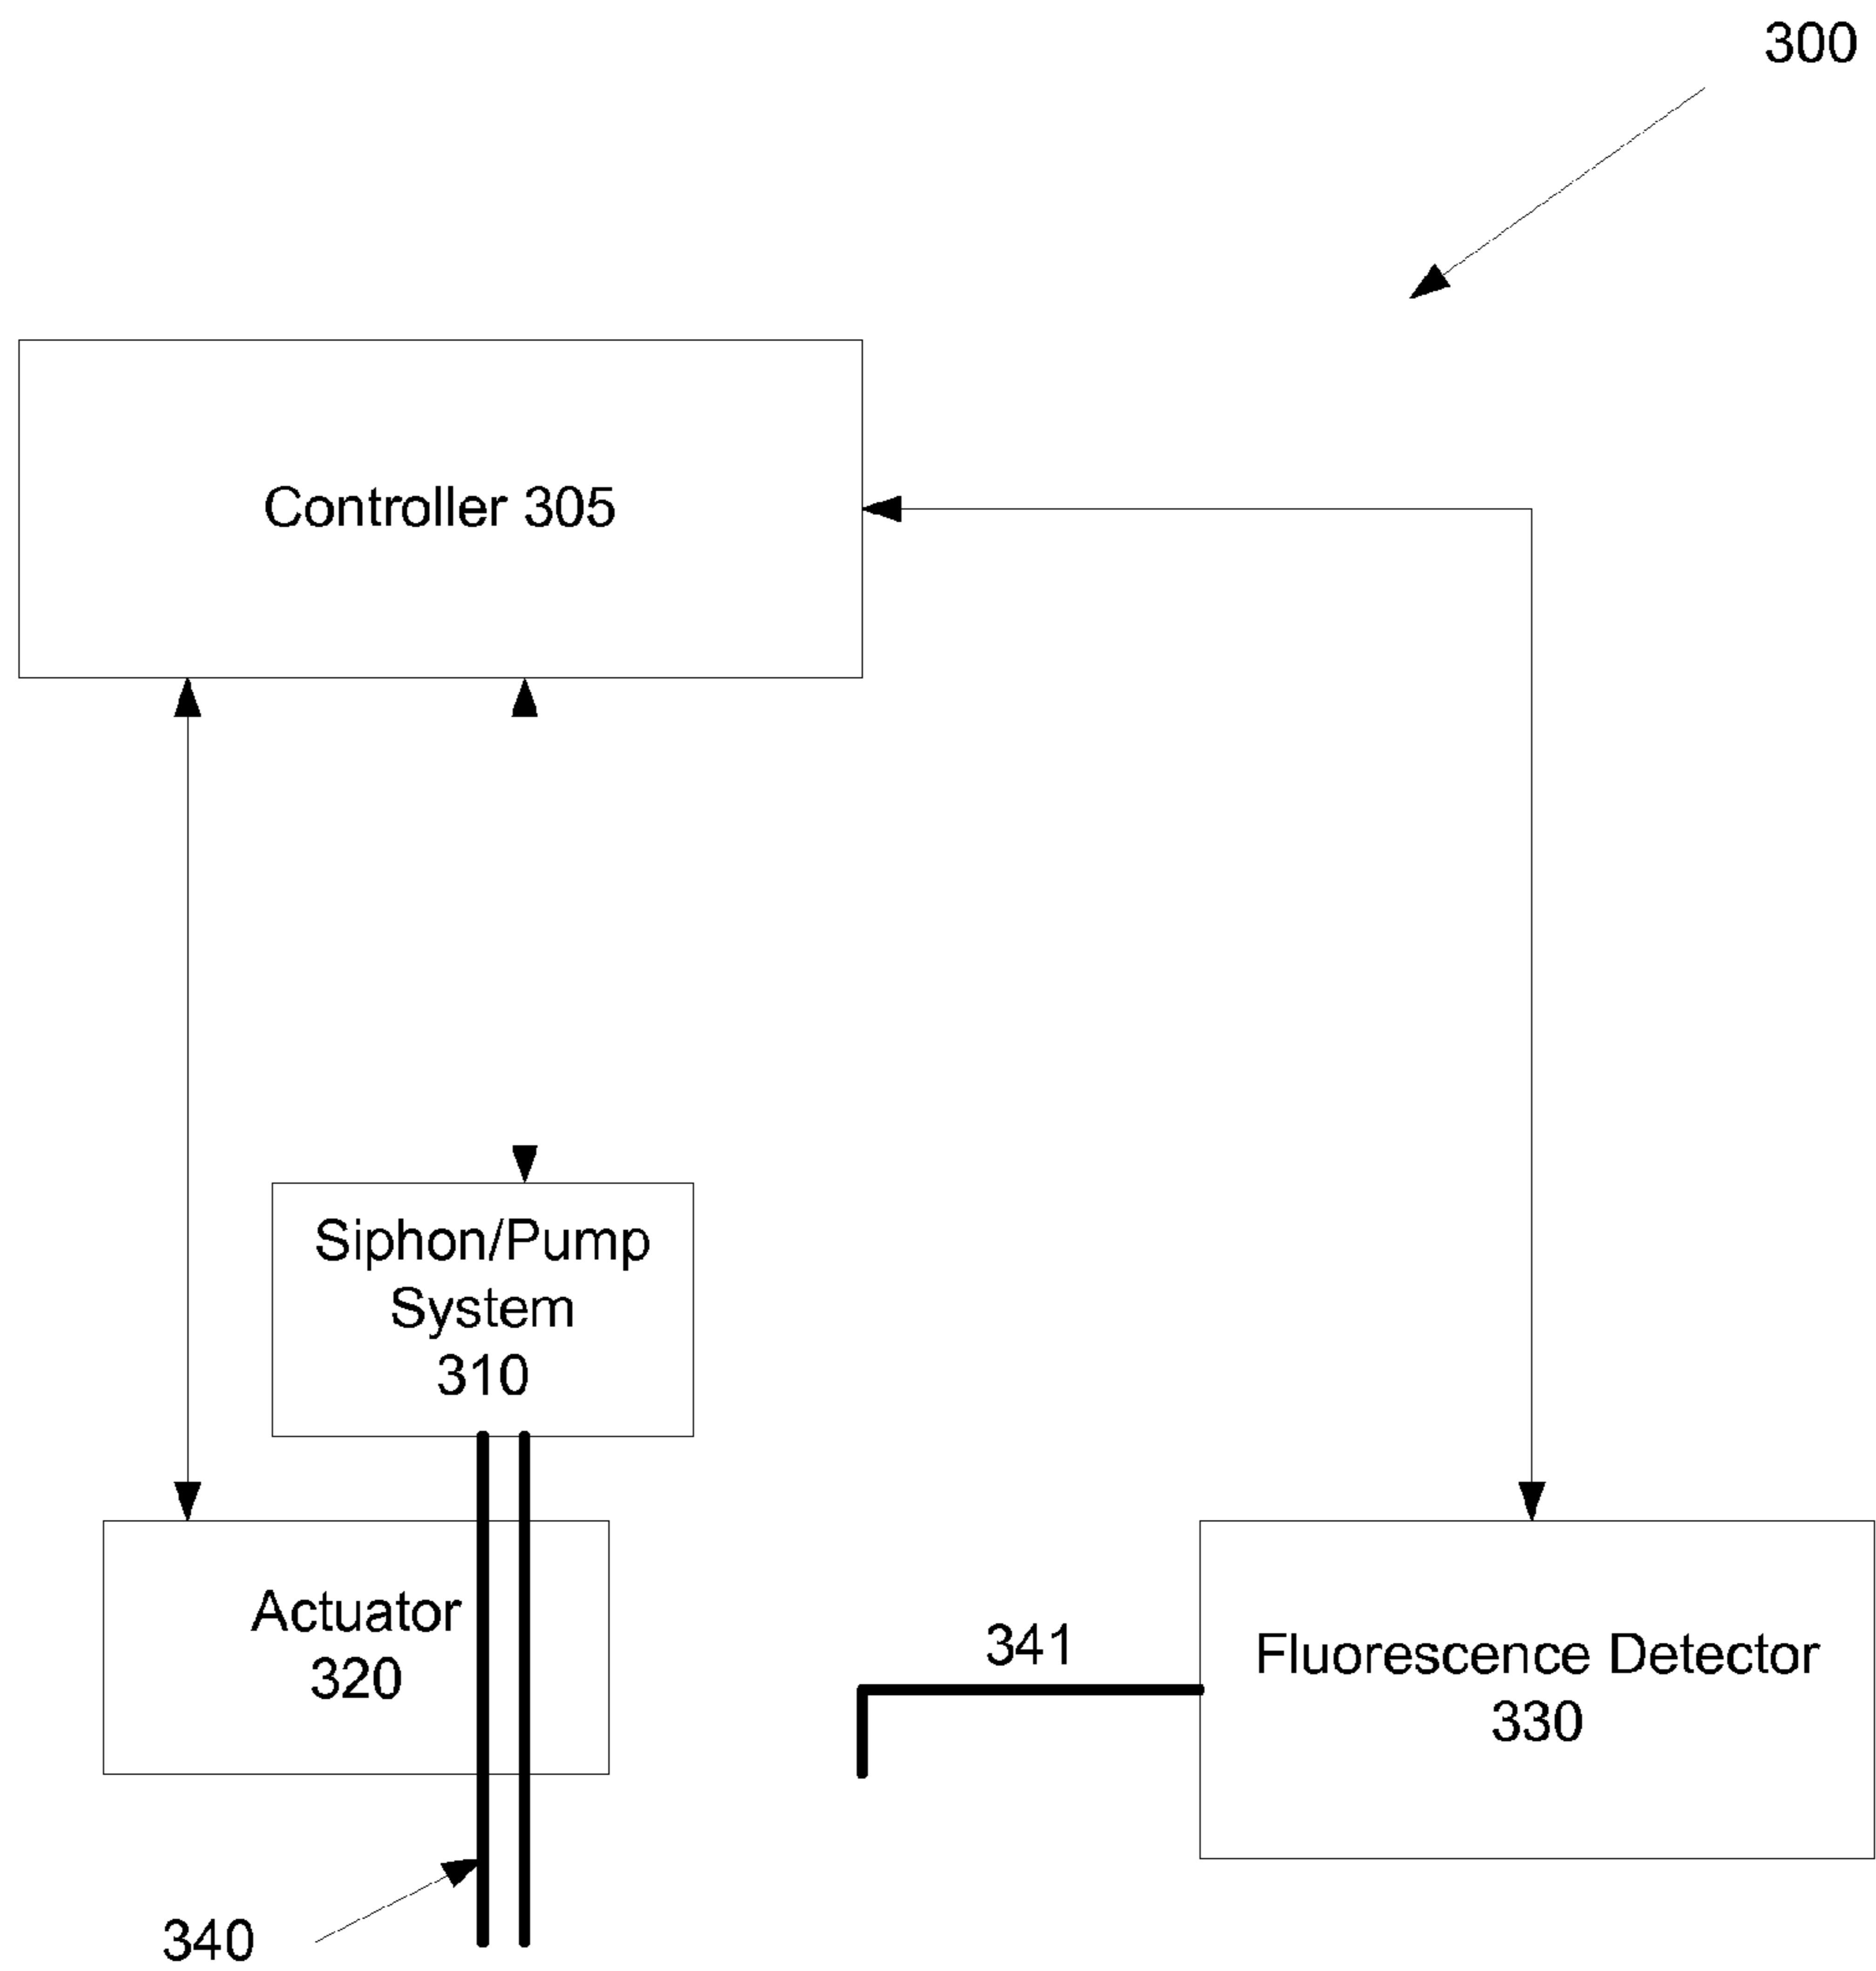 300
Controller 305
Siphon/Pump
System
310
Actuator
320
341
Fluorescence Detector
330
340